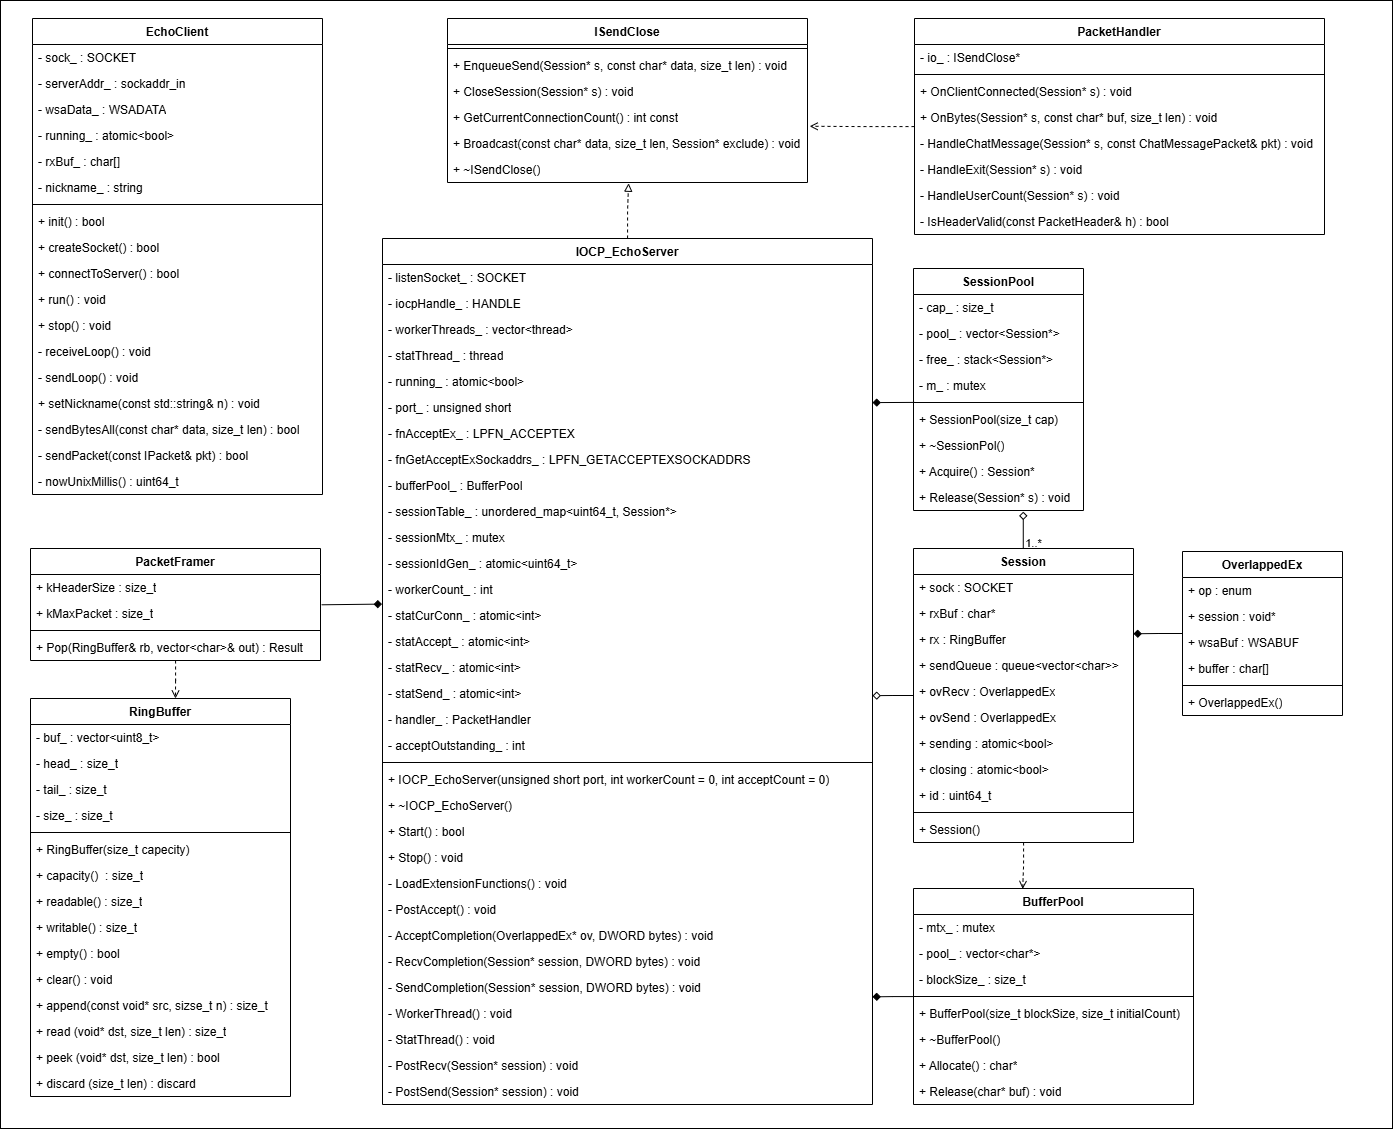 EchoClient
- sock_ : SOCKET
- serverAddr_ : sockaddr_in
- wsaData_ : WSADATA
- running_ : atomic<bool>
- rxBuf_ : char[]
- nickname_ : string
+ init() : bool
+ createSocket() : bool
+ connectToServer() : bool
+ run() : void
+ stop() : void
- receiveLoop() : void
- sendLoop() : void
+ setNickname(const std::string& n) : void
- sendBytesAll(const char* data, size_t len) : bool
- sendPacket(const IPacket& pkt) : bool
- nowUnixMillis() : uint64_t
ISendClose
+ EnqueueSend(Session* s, const char* data, size_t len) : void
+ CloseSession(Session* s) : void
+ GetCurrentConnectionCount() : int const
+ Broadcast(const char* data, size_t len, Session* exclude) : void
+ ~ISendClose()
PacketHandler
- io_ : ISendClose*
+ OnClientConnected(Session* s) : void
+ OnBytes(Session* s, const char* buf, size_t len) : void
- HandleChatMessage(Session* s, const ChatMessagePacket& pkt) : void
- HandleExit(Session* s) : void
- HandleUserCount(Session* s) : void
- IsHeaderValid(const PacketHeader& h) : bool
IOCP_EchoServer
- listenSocket_ : SOCKET
- iocpHandle_ : HANDLE
- workerThreads_ : vector<thread>
- statThread_ : thread
- running_ : atomic<bool>
- port_ : unsigned short
- fnAcceptEx_ : LPFN_ACCEPTEX
- fnGetAcceptExSockaddrs_ : LPFN_GETACCEPTEXSOCKADDRS
- bufferPool_ : BufferPool
- sessionTable_ : unordered_map<uint64_t, Session*>
- sessionMtx_ : mutex
- sessionIdGen_ : atomic<uint64_t>
- workerCount_ : int
- statCurConn_ : atomic<int>
- statAccept_ : atomic<int>
- statRecv_ : atomic<int>
- statSend_ : atomic<int>
- handler_ : PacketHandler
- acceptOutstanding_ : int
+ IOCP_EchoServer(unsigned short port, int workerCount = 0, int acceptCount = 0)
+ ~IOCP_EchoServer()
+ Start() : bool
+ Stop() : void
- LoadExtensionFunctions() : void
- PostAccept() : void
- AcceptCompletion(OverlappedEx* ov, DWORD bytes) : void
- RecvCompletion(Session* session, DWORD bytes) : void
- SendCompletion(Session* session, DWORD bytes) : void
- WorkerThread() : void
- StatThread() : void
- PostRecv(Session* session) : void
- PostSend(Session* session) : void
SessionPool
- cap_ : size_t
- pool_ : vector<Session*>
- free_ : stack<Session*>
- m_ : mutex
+ SessionPool(size_t cap)
+ ~SessionPol()
+ Acquire() : Session*
+ Release(Session* s) : void
1..*
PacketFramer
+ kHeaderSize : size_t
+ kMaxPacket : size_t
+ Pop(RingBuffer& rb, vector<char>& out) : Result
RingBuffer
- buf_ : vector<uint8_t>
- head_ : size_t
- tail_ : size_t
- size_ : size_t
+ RingBuffer(size_t capecity)
+ capacity()  : size_t
+ readable() : size_t
+ writable() : size_t
+ empty() : bool
+ clear() : void
+ append(const void* src, sizse_t n) : size_t
+ read (void* dst, size_t len) : size_t
+ peek (void* dst, size_t len) : bool
+ discard (size_t len) : discard
Session
+ sock : SOCKET
+ rxBuf : char*
+ rx : RingBuffer
+ sendQueue : queue<vector<char>>
+ ovRecv : OverlappedEx
+ ovSend : OverlappedEx
+ sending : atomic<bool>
+ closing : atomic<bool>
+ id : uint64_t
+ Session()
OverlappedEx
+ op : enum
+ session : void*
+ wsaBuf : WSABUF
+ buffer : char[]
+ OverlappedEx()
BufferPool
- mtx_ : mutex
- pool_ : vector<char*>
- blockSize_ : size_t
+ BufferPool(size_t blockSize, size_t initialCount)
+ ~BufferPool()
+ Allocate() : char*
+ Release(char* buf) : void